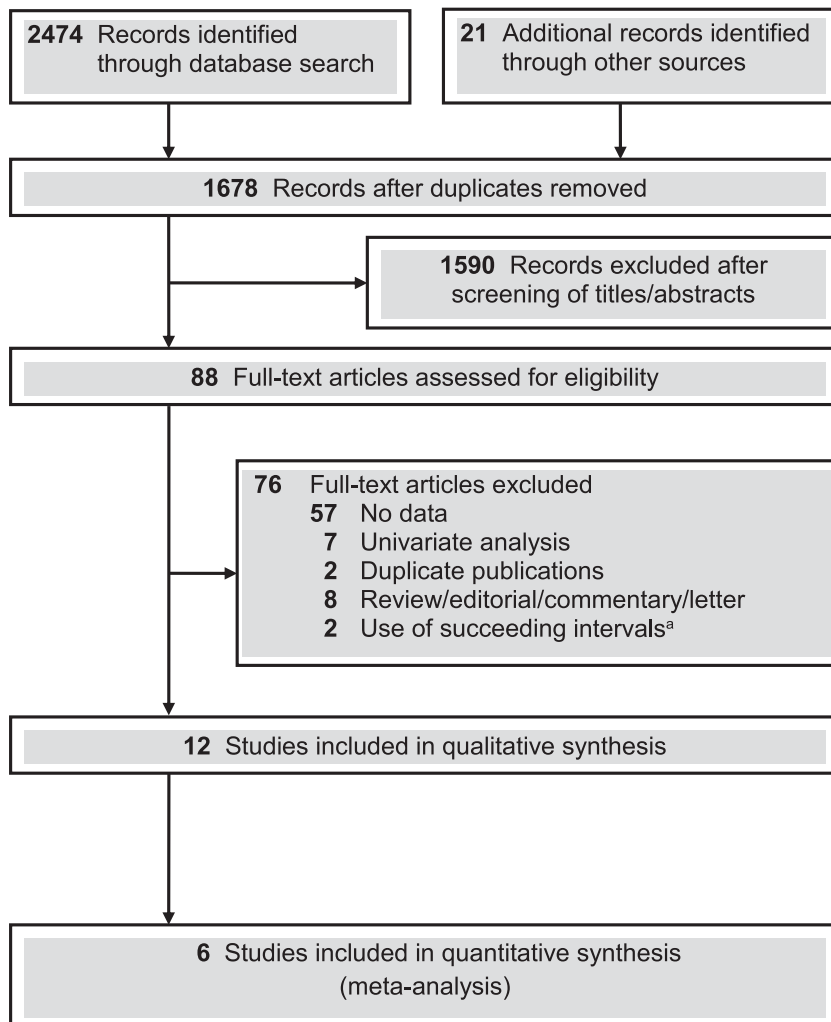 2474 Records identified
through database search
21 Additional records identified
through other sources
1678 Records after duplicates removed
1590 Records excluded after
screening of titles/abstracts
88 Full-text articles assessed for eligibility
76 Full-text articles excluded
57 No data
7 Univariate analysis
2 Duplicate publications
8 Review/editorial/commentary/letter
2 Use of succeeding intervalsᵃ
12 Studies included in qualitative synthesis
6 Studies included in quantitative synthesis
(meta-analysis)